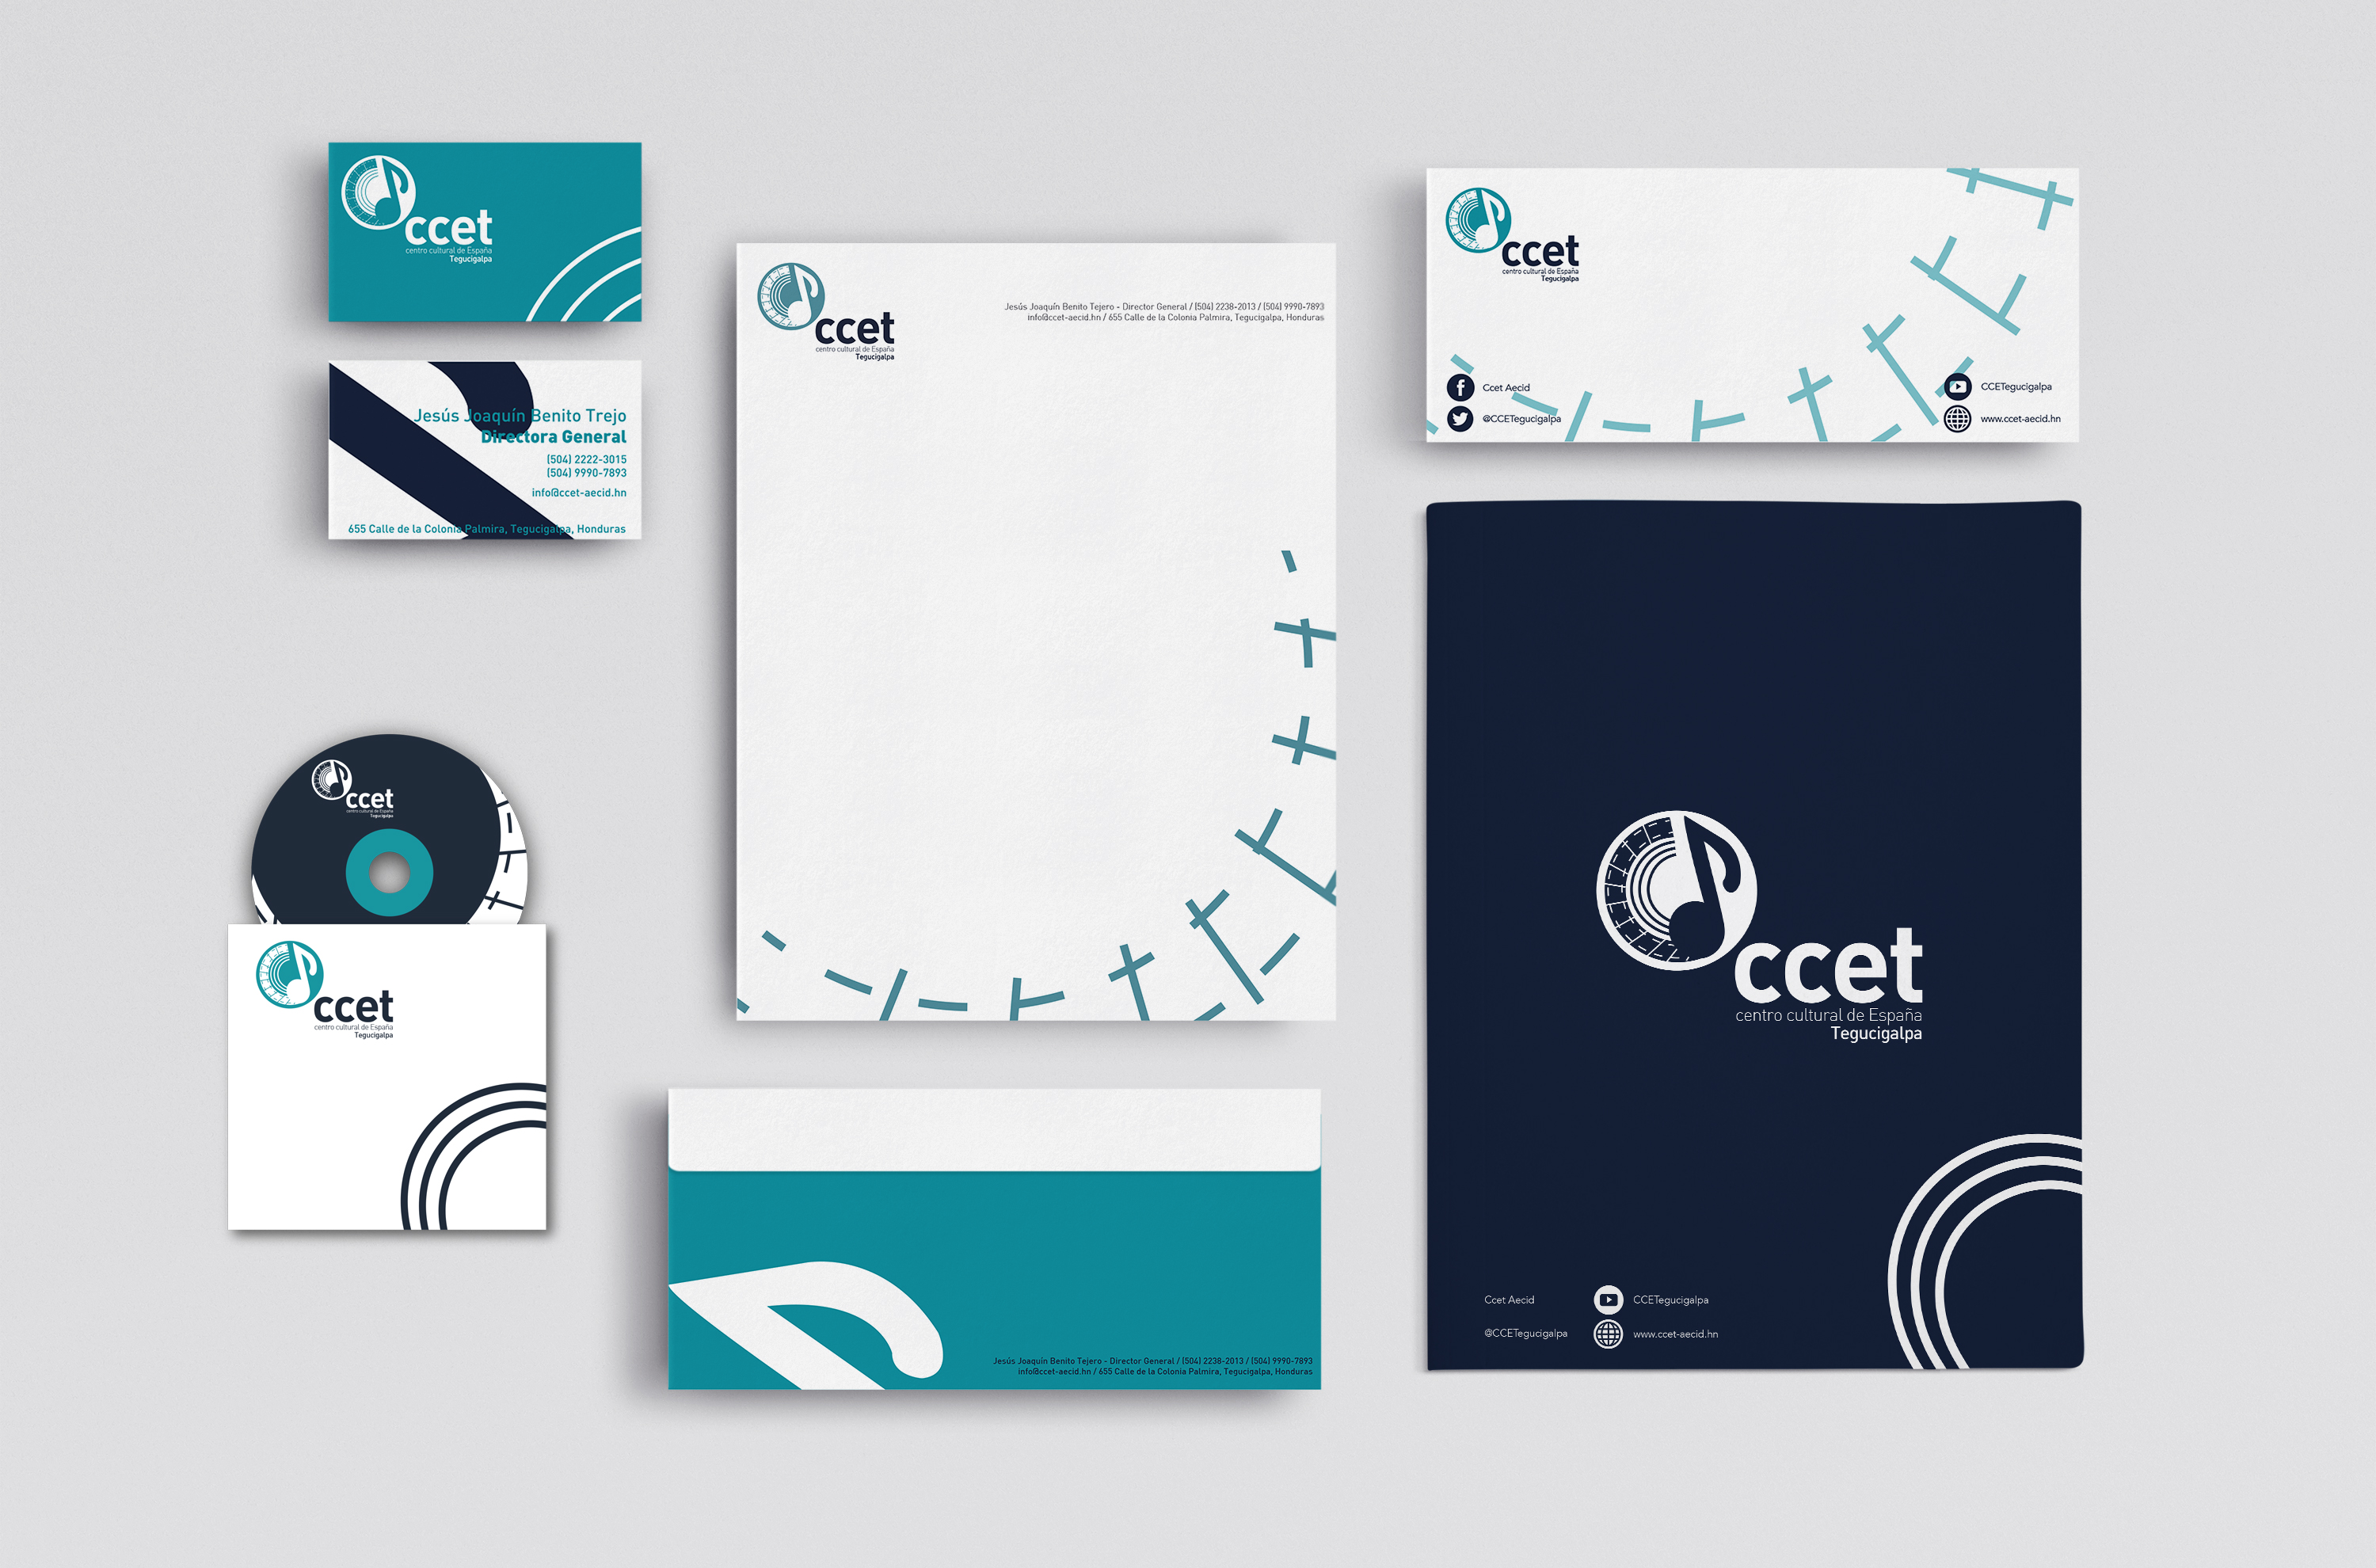 ccet
centro cultural de España
Tegucigalpa
Jesús Joaquín Benito Trejo
Directora General
(504) 2222-3015
(504) 9990-7893
info@ccet-aecid.hn
655 Calle de la Colonia Palmira, Tegucigalpa, Honduras
ccet
centro cultural de España
Tegucigalpa
ccet
centro cultural de España
Tegucigalpa
ccet
centro cultural de España
Tegucigalpa
Jesús Joaquín Benito Tejero - Director General / (504) 2238-2013 / (504) 9990-7893
info@ccet-aecid.hn / 655 Calle de la Colonia Palmira, Tegucigalpa, Honduras
Jesús Joaquín Benito Tejero - Director General / (504) 2238-2013 / (504) 9990-7893
info@ccet-aecid.hn / 655 Calle de la Colonia Palmira, Tegucigalpa, Honduras
ccet
centro cultural de España
Tegucigalpa
Ccet Aecid
@CCETegucigalpa
CCETegucigalpa
www.ccet-aecid.hn
ccet
centro cultural de España
Tegucigalpa
Ccet Aecid
@CCETegucigalpa
CCETegucigalpa
www.ccet-aecid.hn